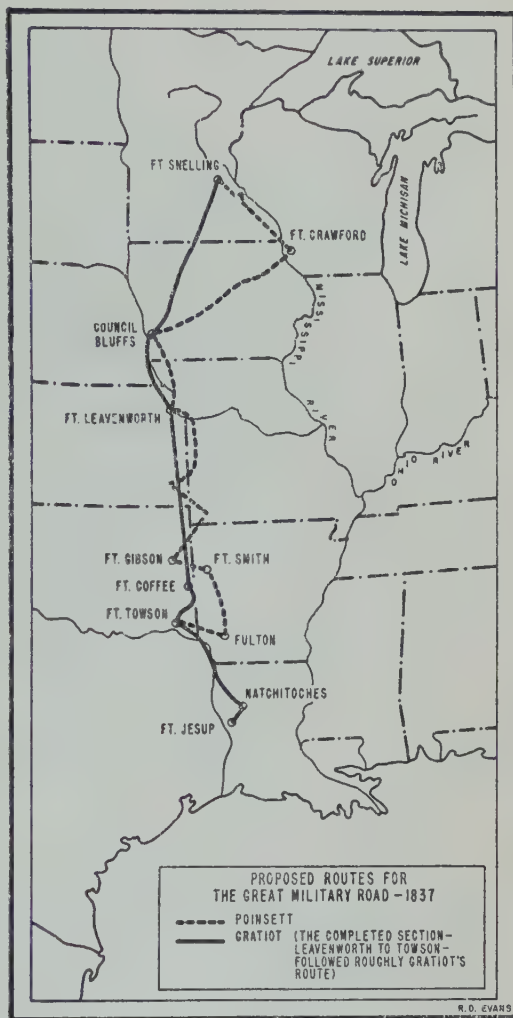 LAKE SUPERIOR
FT SNELLING
LAKE MICHIGAN
FT. CRAWFORD
MISSISSIPPI
RIVER
COUNCIL
BLUFFS
FT. LEAVENWORTH
OHIO RIVER
FT. GIBSON
FT. SMITH
FT. COFFEE
FT. TOWSON
FULTON
NATCHITOCHES
FT. JESUP
PROPOSED ROUTES FOR
THE GREAT MILITARY ROAD – 1837
POINSETT
GRATIOT (THE COMPLETED SECTION–
LEAVENWORTH TO TOWSON–
FOLLOWED ROUGHLY GRATIOT'S
ROUTE)
R.D. EVANS